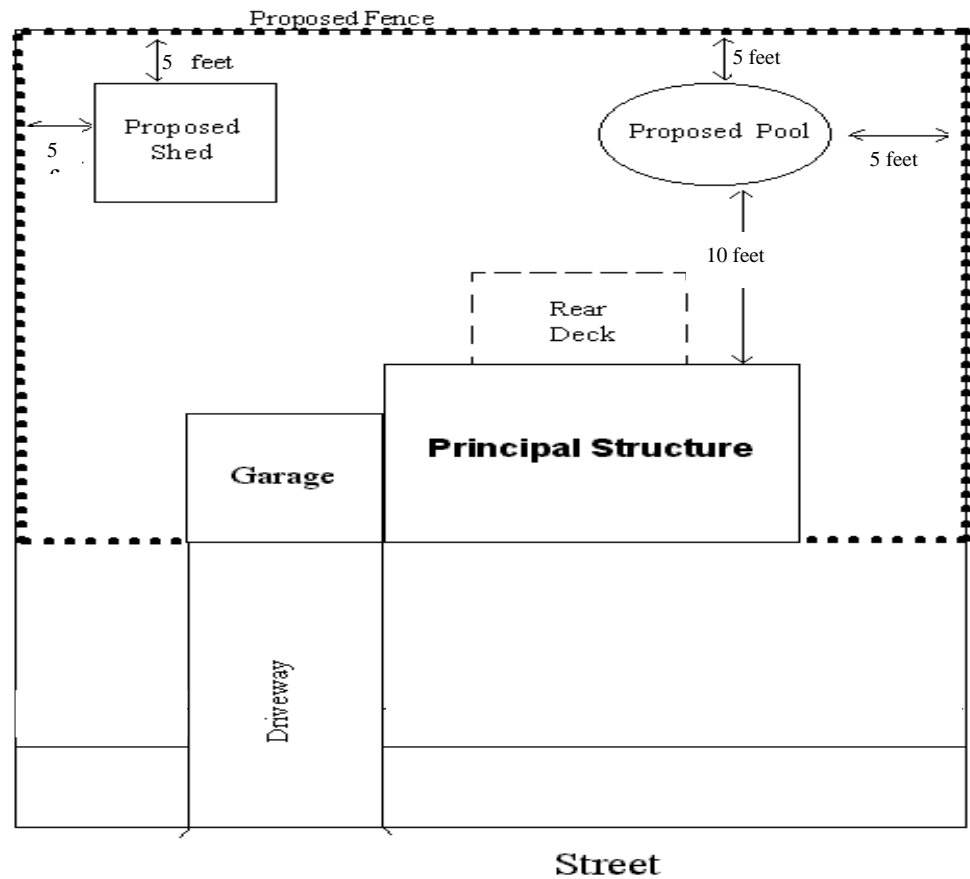 Proposed Fence
5 feet
5 feet
Proposed
Shed
Proposed Pool
5
5 feet
10 feet
Rear
Deck
Principal Structure
Garage
Driveway
Street